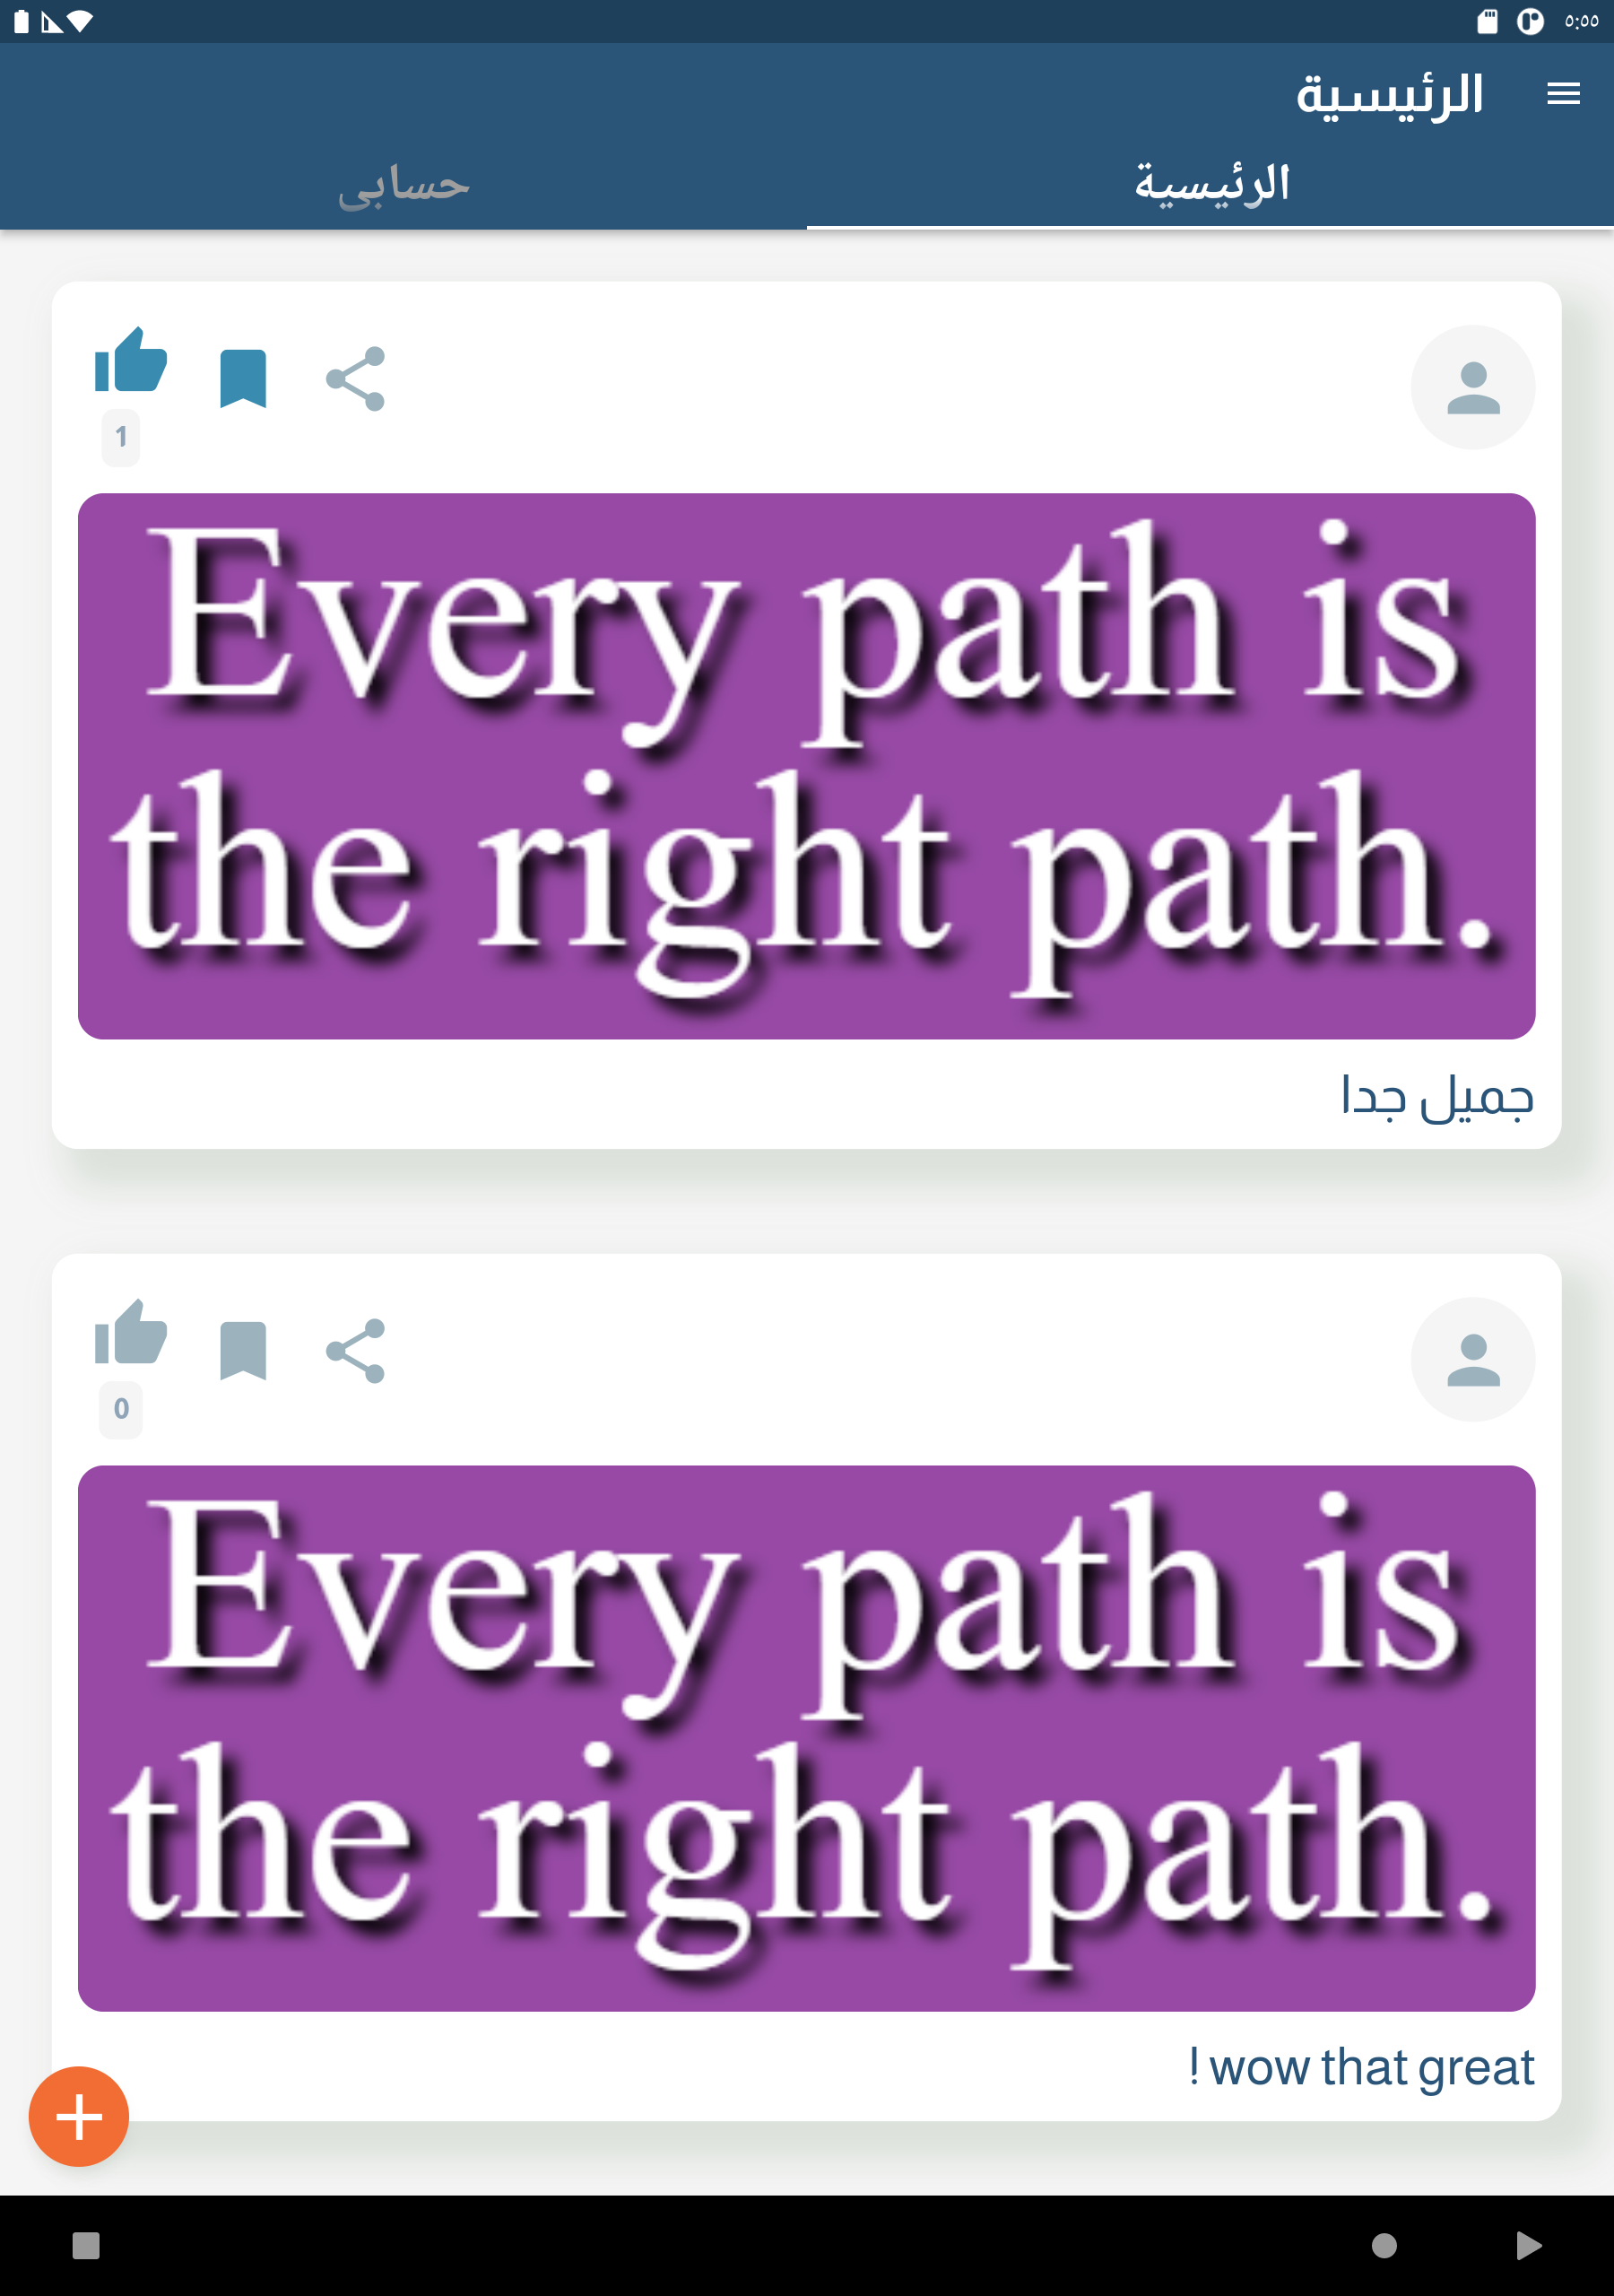 ٥:٥٥
الرئيسية
الرئيسية
حسابى
1
Every path is
the right path.
جميل جدا
0
Every path is
the right path.
wow that great !